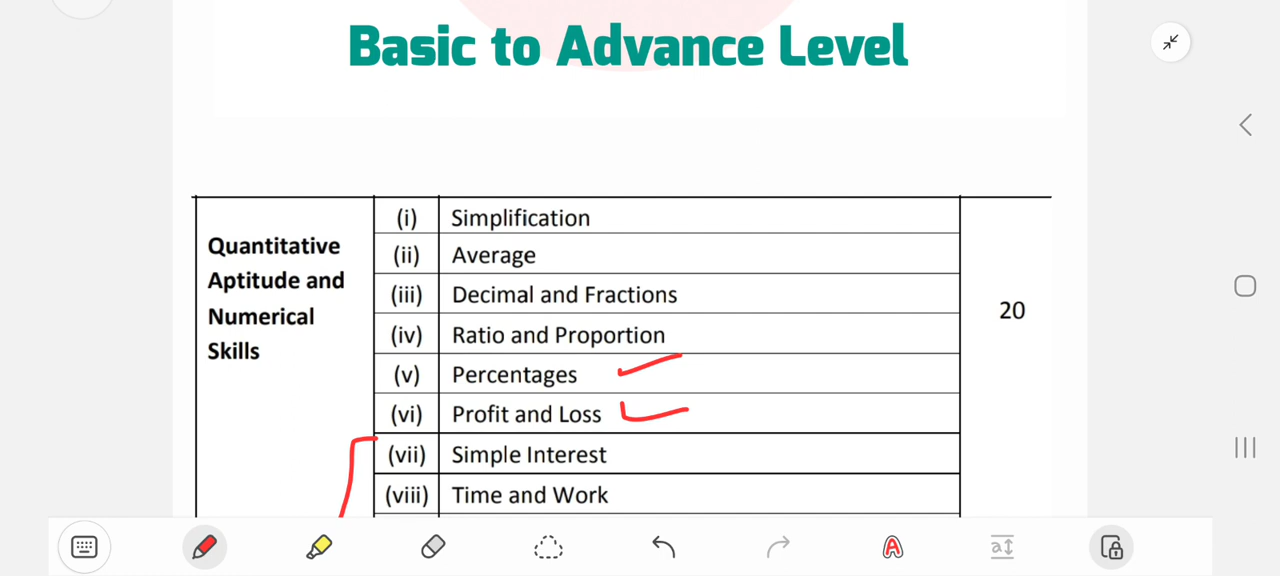 Basic to Advance Level
Quantitative
Aptitude and
Numerical
Skills
(i) Simplification
(ii) Average
(iii) Decimal and Fractions
(iv) Ratio and Proportion
(v) Percentages
(vi) Profit and Loss
(vii) Simple Interest
(viii) Time and Work
20
A
a